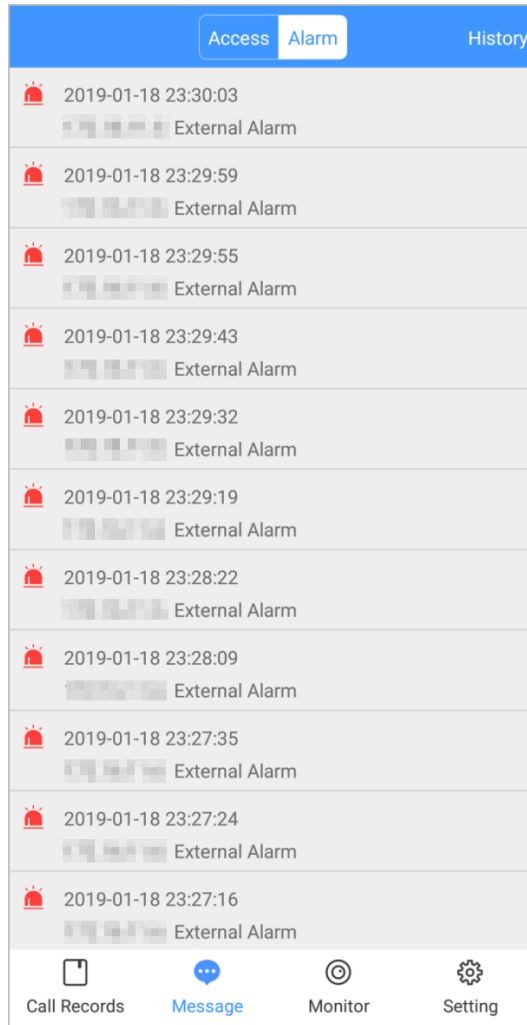 Access Alarm History
2019-01-18 23:30:03
External Alarm
2019-01-18 23:29:59
External Alarm
2019-01-18 23:29:55
External Alarm
2019-01-18 23:29:43
External Alarm
2019-01-18 23:29:32
External Alarm
2019-01-18 23:29:19
External Alarm
2019-01-18 23:28:22
External Alarm
2019-01-18 23:28:09
External Alarm
2019-01-18 23:27:35
External Alarm
2019-01-18 23:27:24
External Alarm
2019-01-18 23:27:16
External Alarm
Call Records Message Monitor Setting